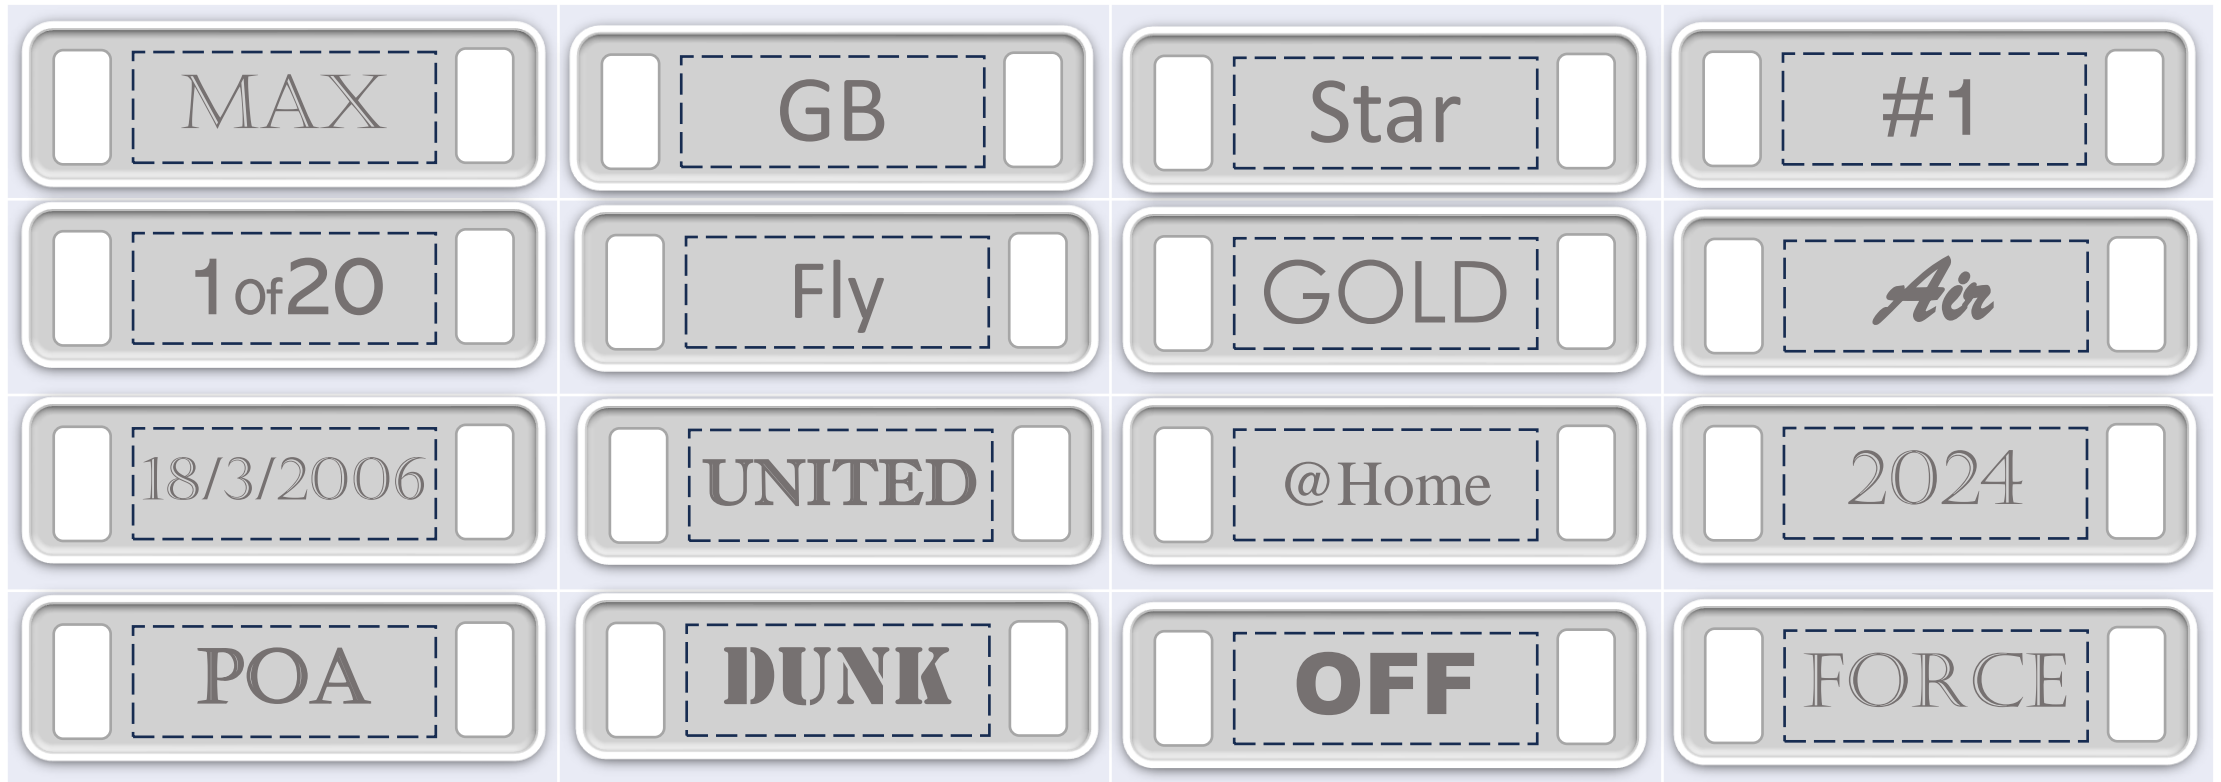 MAX
GB
Star
#1
1of20
Fly
GOLD
Air
18/3/2006
UNITED
@Home
2024
POA
DUNK
OFF
FORCE